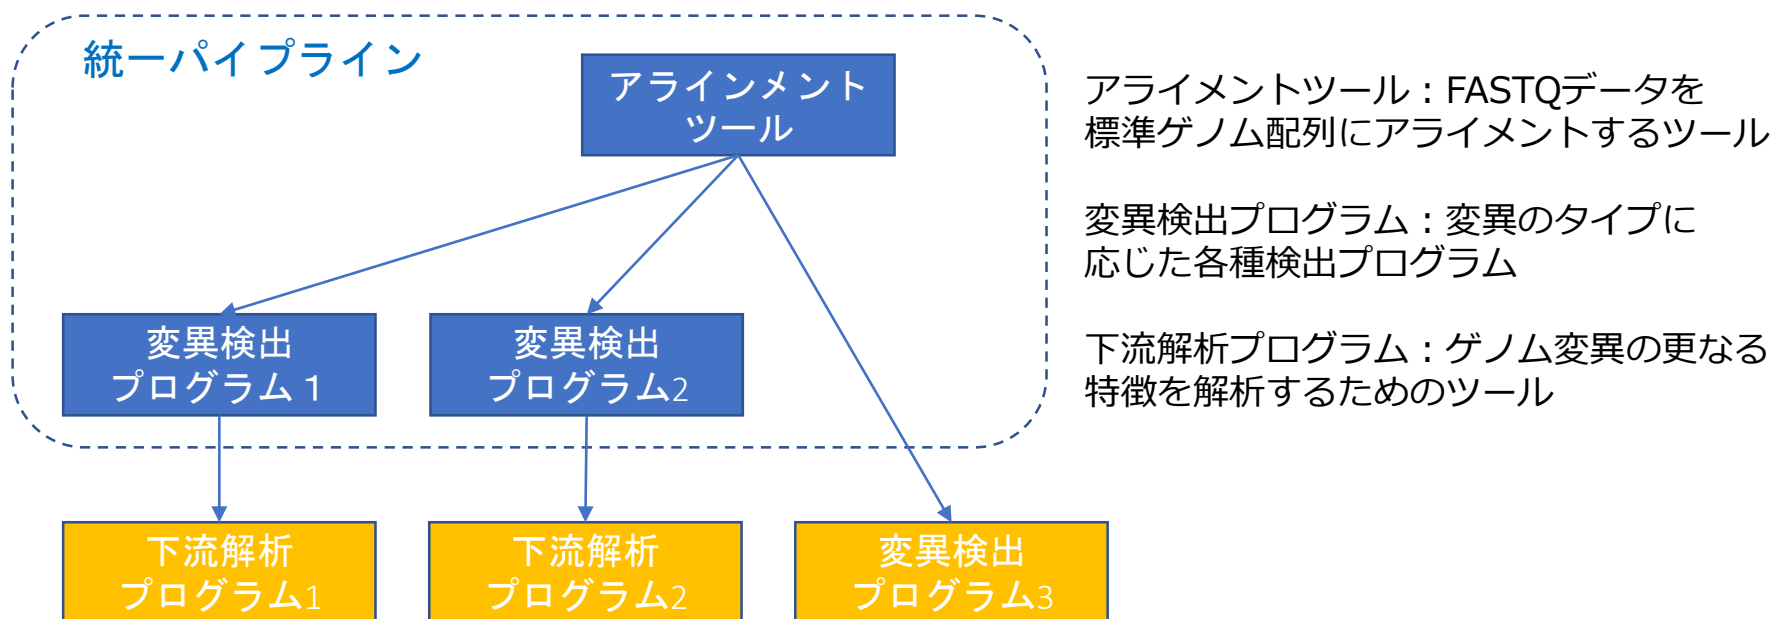 統一パイプライン
アラインメント
ツール
変異検出
プログラム１
変異検出
プログラム2
下流解析
プログラム1
下流解析
プログラム2
変異検出
プログラム3
アライメントツール：FASTQデータを
標準ゲノム配列にアライメントするツール
変異検出プログラム：変異のタイプに
応じた各種検出プログラム
下流解析プログラム：ゲノム変異の更なる
特徴を解析するためのツール